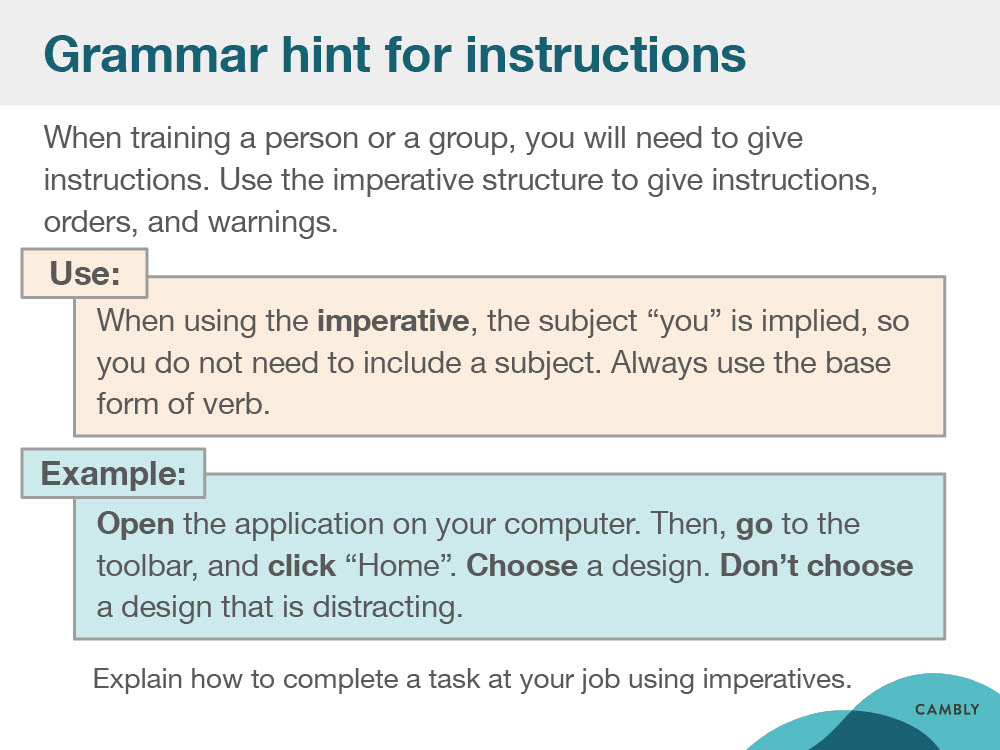 Grammar hint for instructions
When training a person or a group, you will need to give
instructions. Use the imperative structure to give instructions,
orders, and warnings.
Use:
When using the imperative, the subject “you” is implied, so
you do not need to include a subject. Always use the base
form of verb.
Example:
Open the application on your computer. Then, go to the
toolbar, and click “Home”. Choose a design. Don’t choose
a design that is distracting.
Explain how to complete a task at your job using imperatives.
CAMBLY